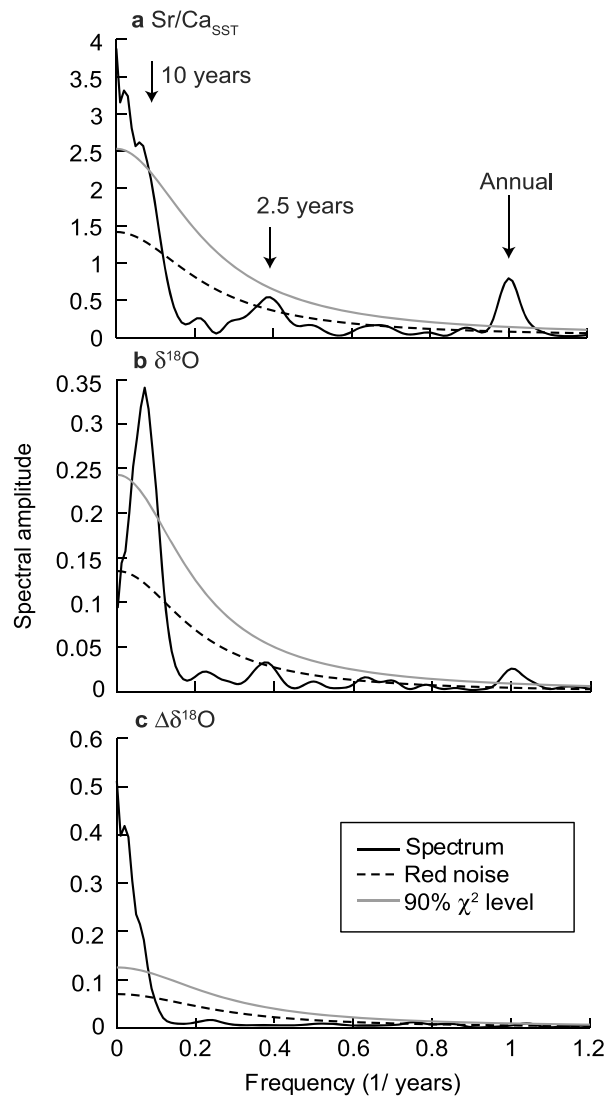 a Sr/Ca_SST
10 years
2.5 years
Annual
4
3.5
3
2.5
2
1.5
1
0.5
0
b δ¹⁸O
0.35
0.3
0.25
0.2
0.15
0.1
0.05
0
Spectral amplitude
c Δδ¹⁸O
0.6
0.5
0.4
0.3
0.2
0.1
0
Spectrum
Red noise
90% χ² level
0 0.2 0.4 0.6 0.8 1 1.2
Frequency (1/ years)